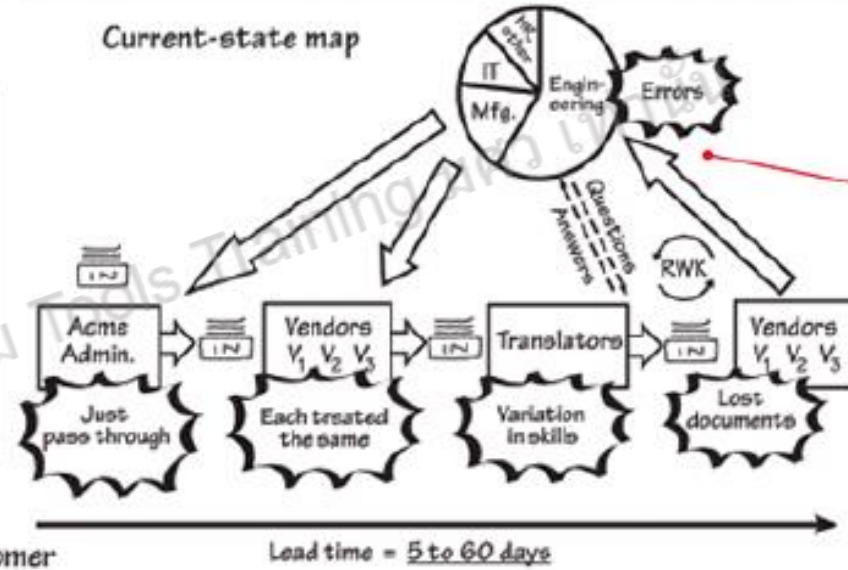 Current-state map
HR,
other
IT
Mfg.
Engin-
eering
Errors
Questions
Answers
RWK
IN
Acme
Admin.
IN
Vendors
V1 V2 V3
IN
Translators
IN
Vendors
V1 V2 V3
Just
pass through
Each treated
the same
Variation
in skills
Lost
documents
Tools Training
omer
Lead time = 5 to 60 days